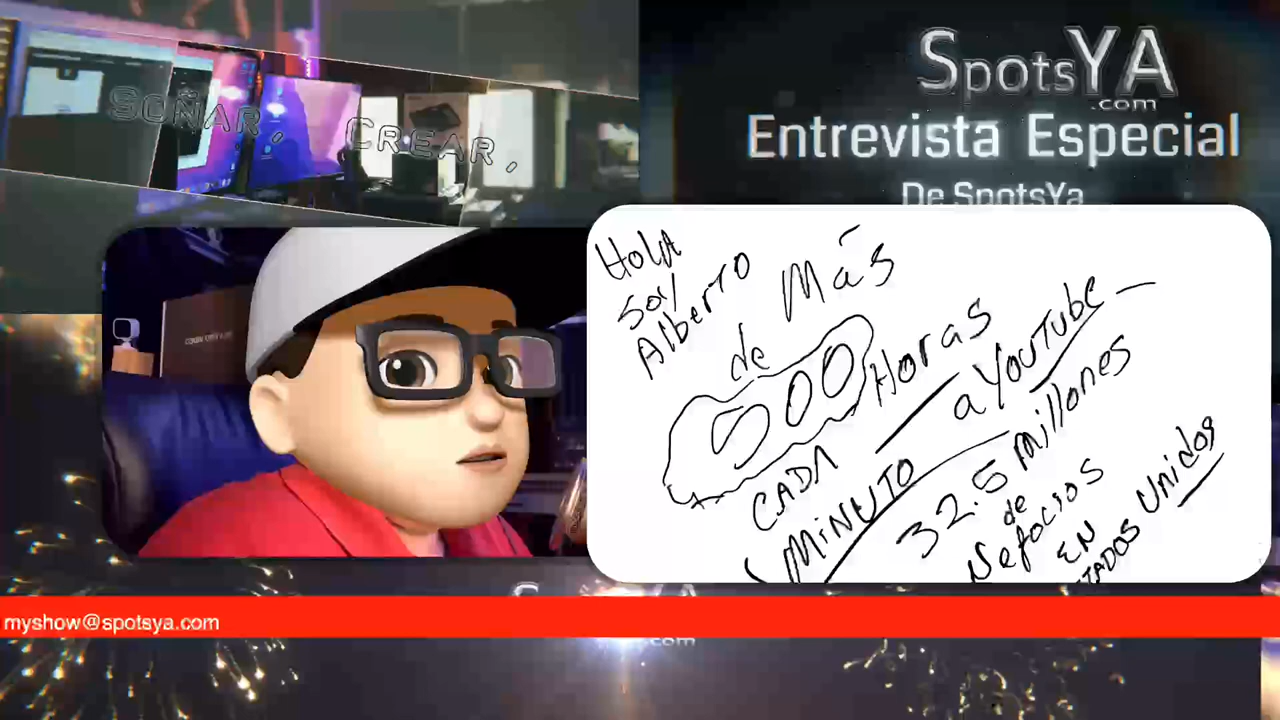 SOÑAR, CREAR,
SpotsYA
.com
Entrevista Especial
De SpotsYa
HOLA
Soy
Alberto
Más
de
500 Horas
CADA
MINUTO
a YouTube
32.5 millones
de
Negocios
EN
Unidos
myshow@spotsya.com
.com